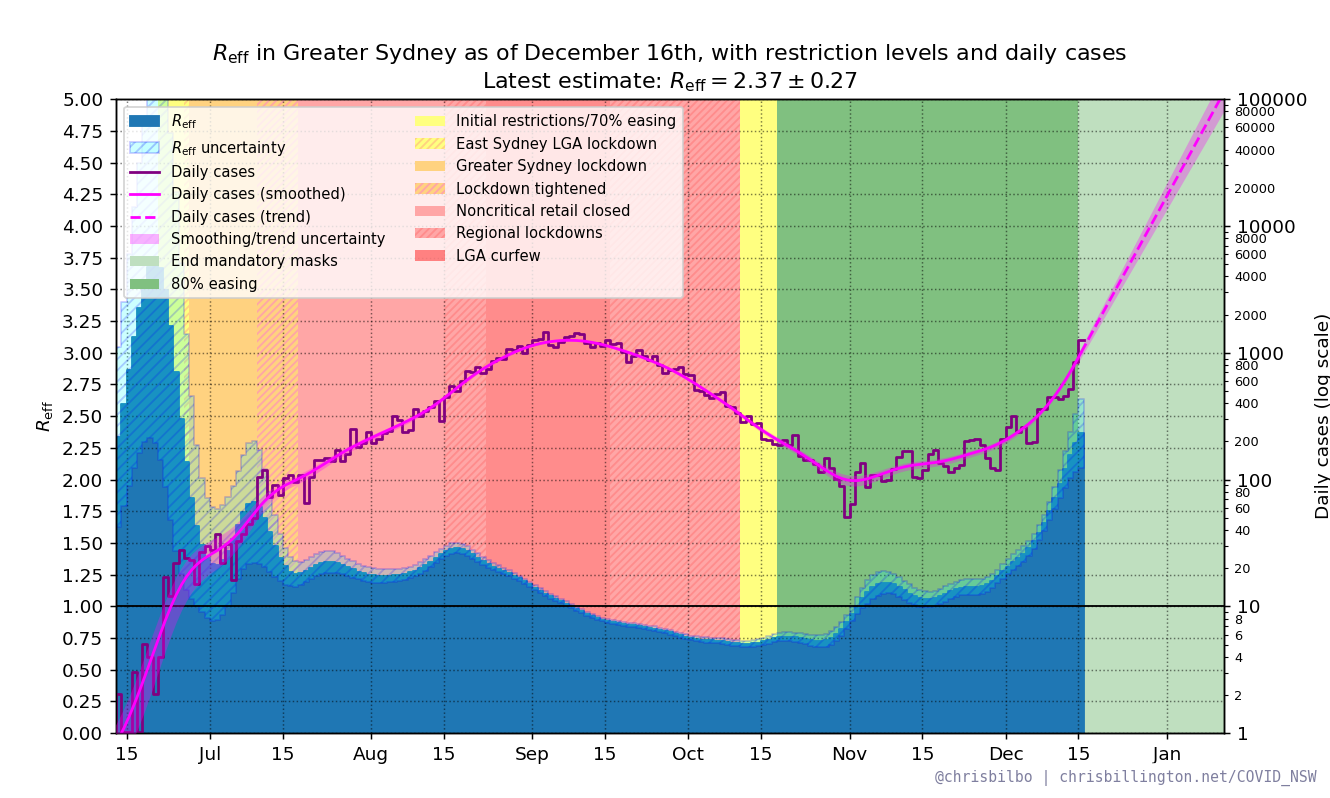 R_eff in Greater Sydney as of December 16th, with restriction levels and daily cases
Latest estimate: R_eff = 2.37 ± 0.27
R_eff
R_eff uncertainty
Daily cases
Daily cases (smoothed)
Daily cases (trend)
Smoothing/trend uncertainty
End mandatory masks
80% easing
Initial restrictions/70% easing
East Sydney LGA lockdown
Greater Sydney lockdown
Lockdown tightened
Noncritical retail closed
Regional lockdowns
LGA curfew
R_eff
5.00
4.75
4.50
4.25
4.00
3.75
3.50
3.25
3.00
2.75
2.50
2.25
2.00
1.75
1.50
1.25
1.00
0.75
0.50
0.25
0.00
15 Jul 15 Aug 15 Sep 15 Oct 15 Nov 15 Dec 15 Jan
100000
80000
60000
40000
20000
10000
8000
6000
4000
2000
1000
800
600
400
200
100
80
60
40
20
10
8
6
4
2
1
Daily cases (log scale)
@chrisbilbo | chrisbillington.net/COVID_NSW